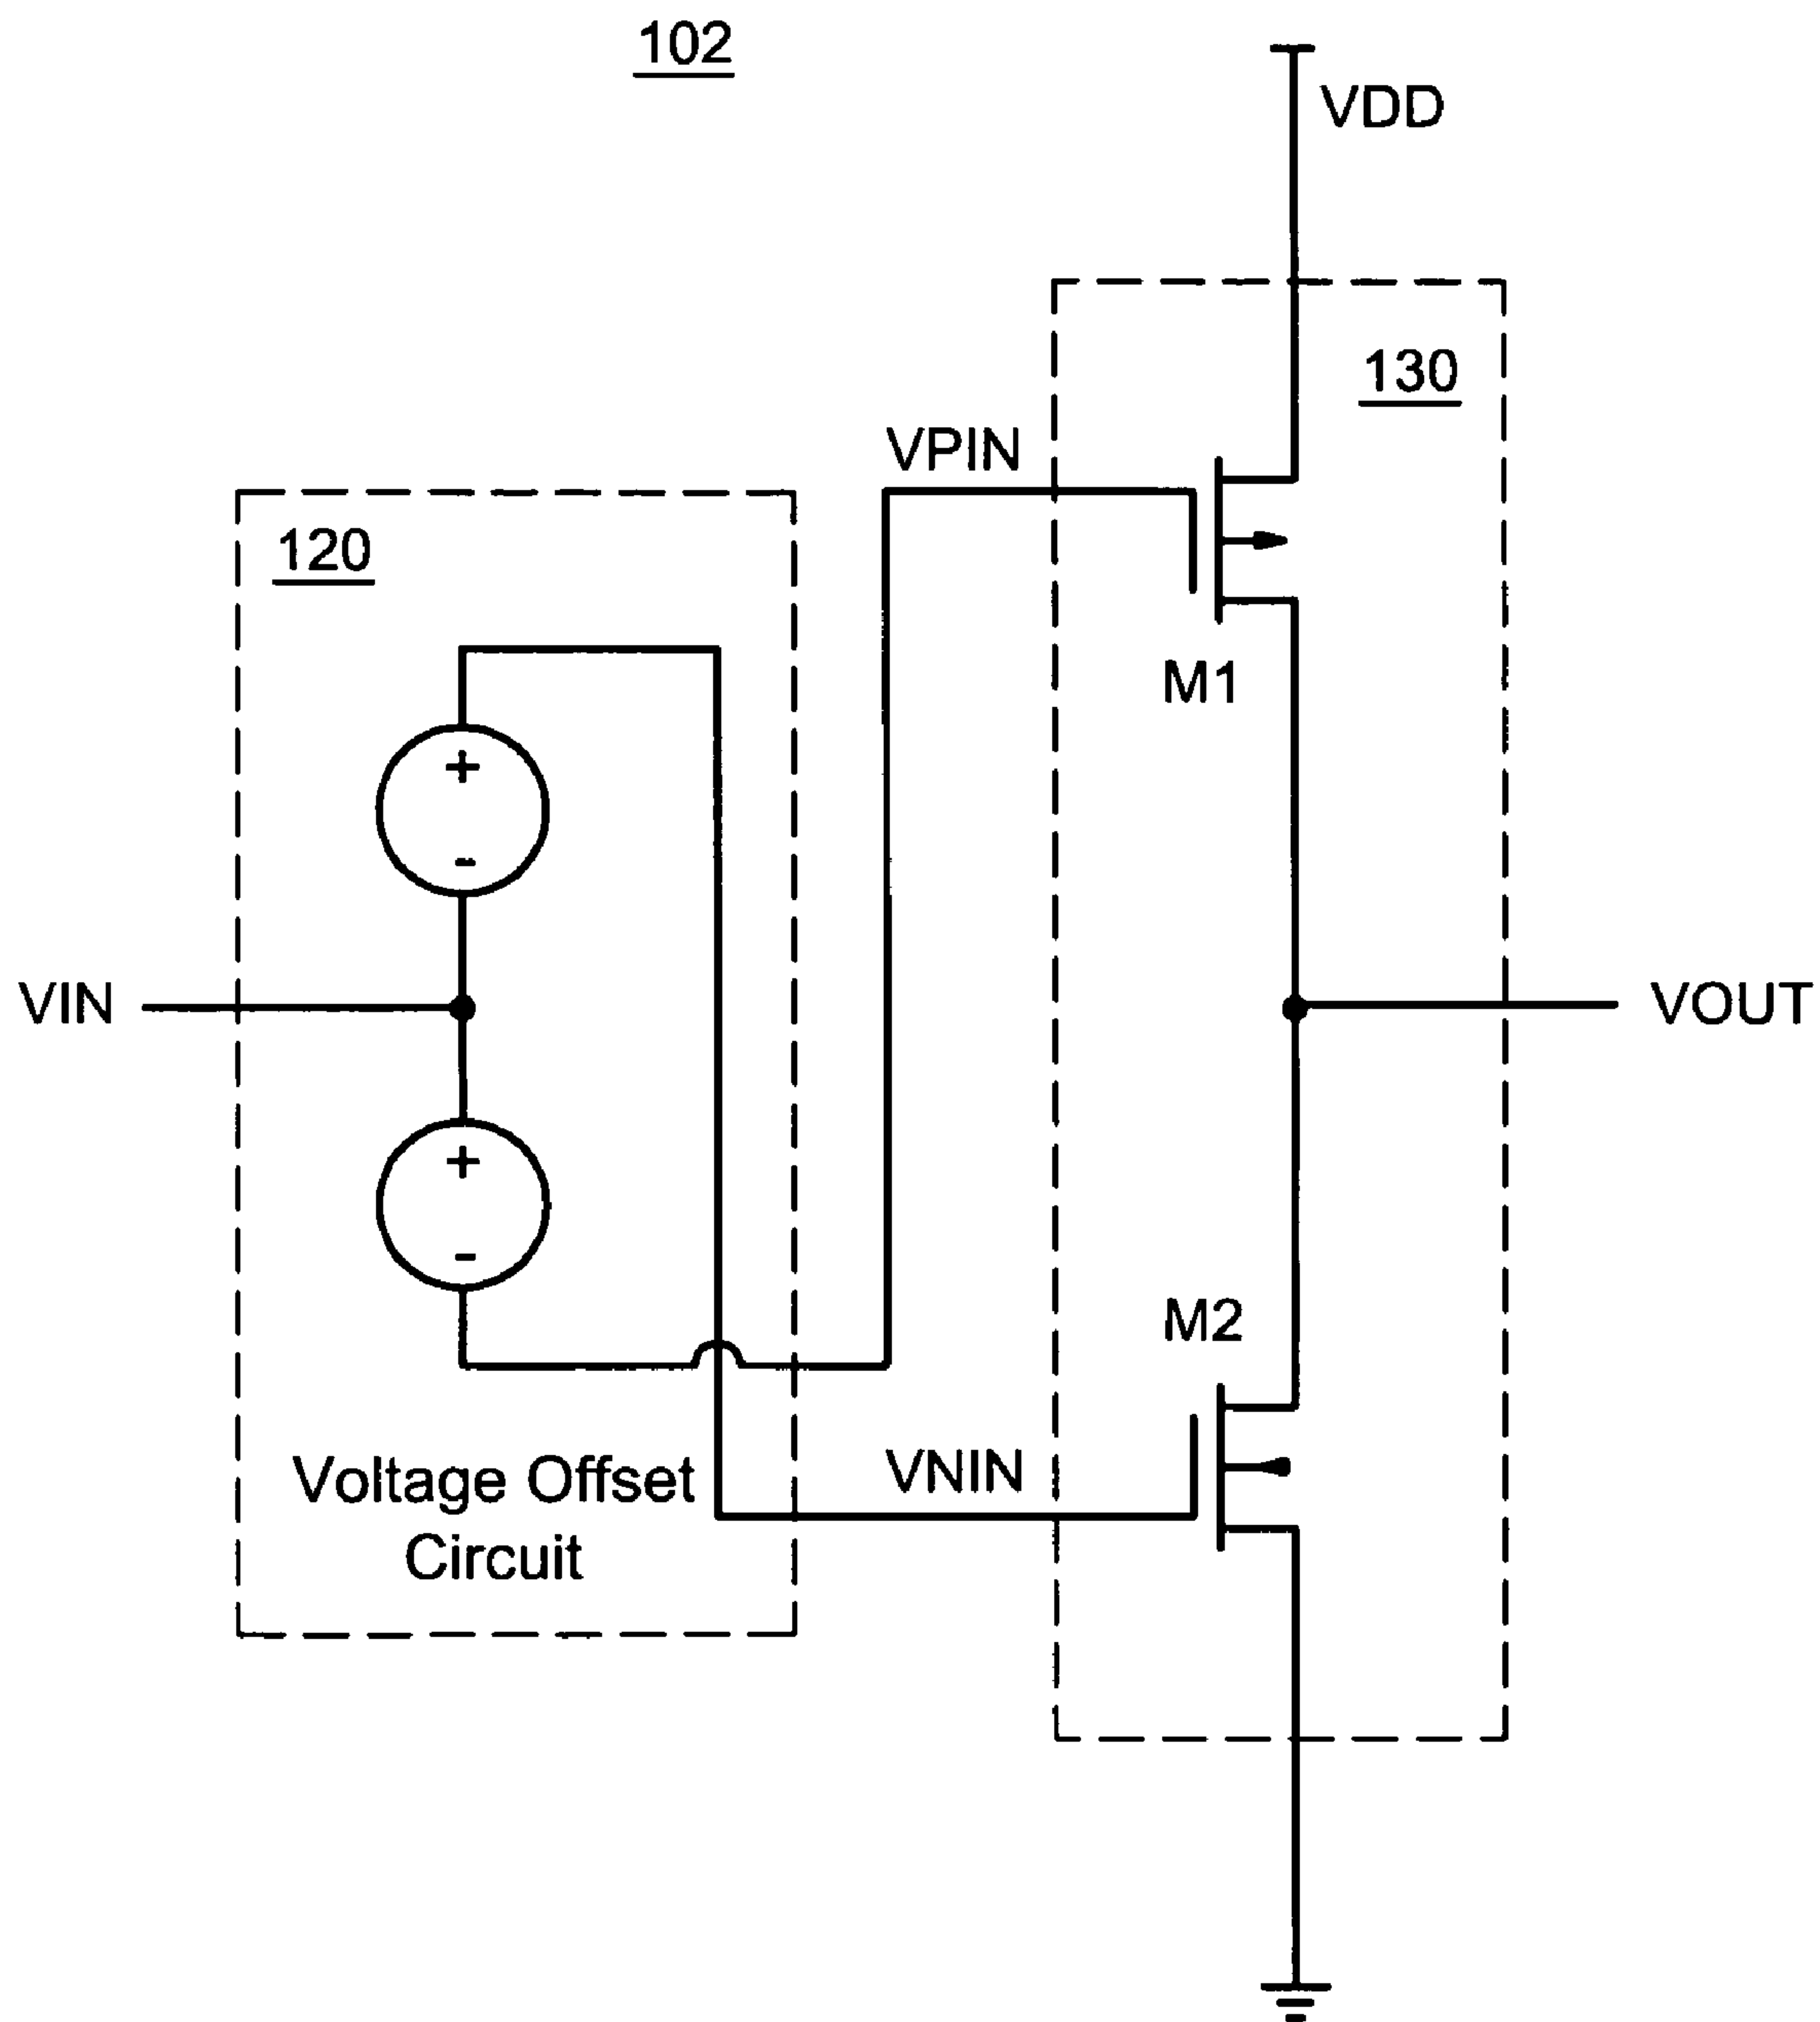 102
VDD
130
VPIN
120
M1
+
-
VIN
VOUT
+
-
M2
VNIN
Voltage Offset
Circuit